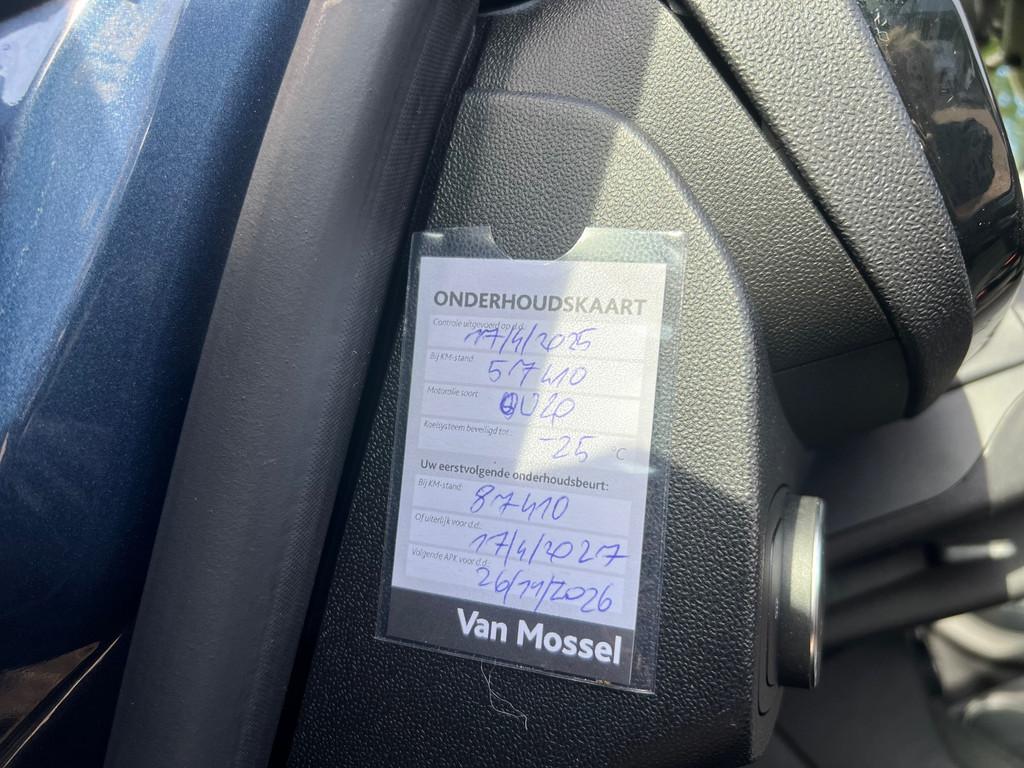 ONDERHOUDSKAART
Controle uitgevoerd op d.d.:
17/4/2025
Bij KM-stand:
57410
Motorolie soort:
0W20
Koelsysteem beveiligd tot.:
-25 C
Uw eerstvolgende onderhoudsbeurt:
Bij KM-stand:
87410
Of uiterlijk voor d.d.:
17/4/2027
Volgende APK voor d.d.:
26/11/2026
Van Mossel